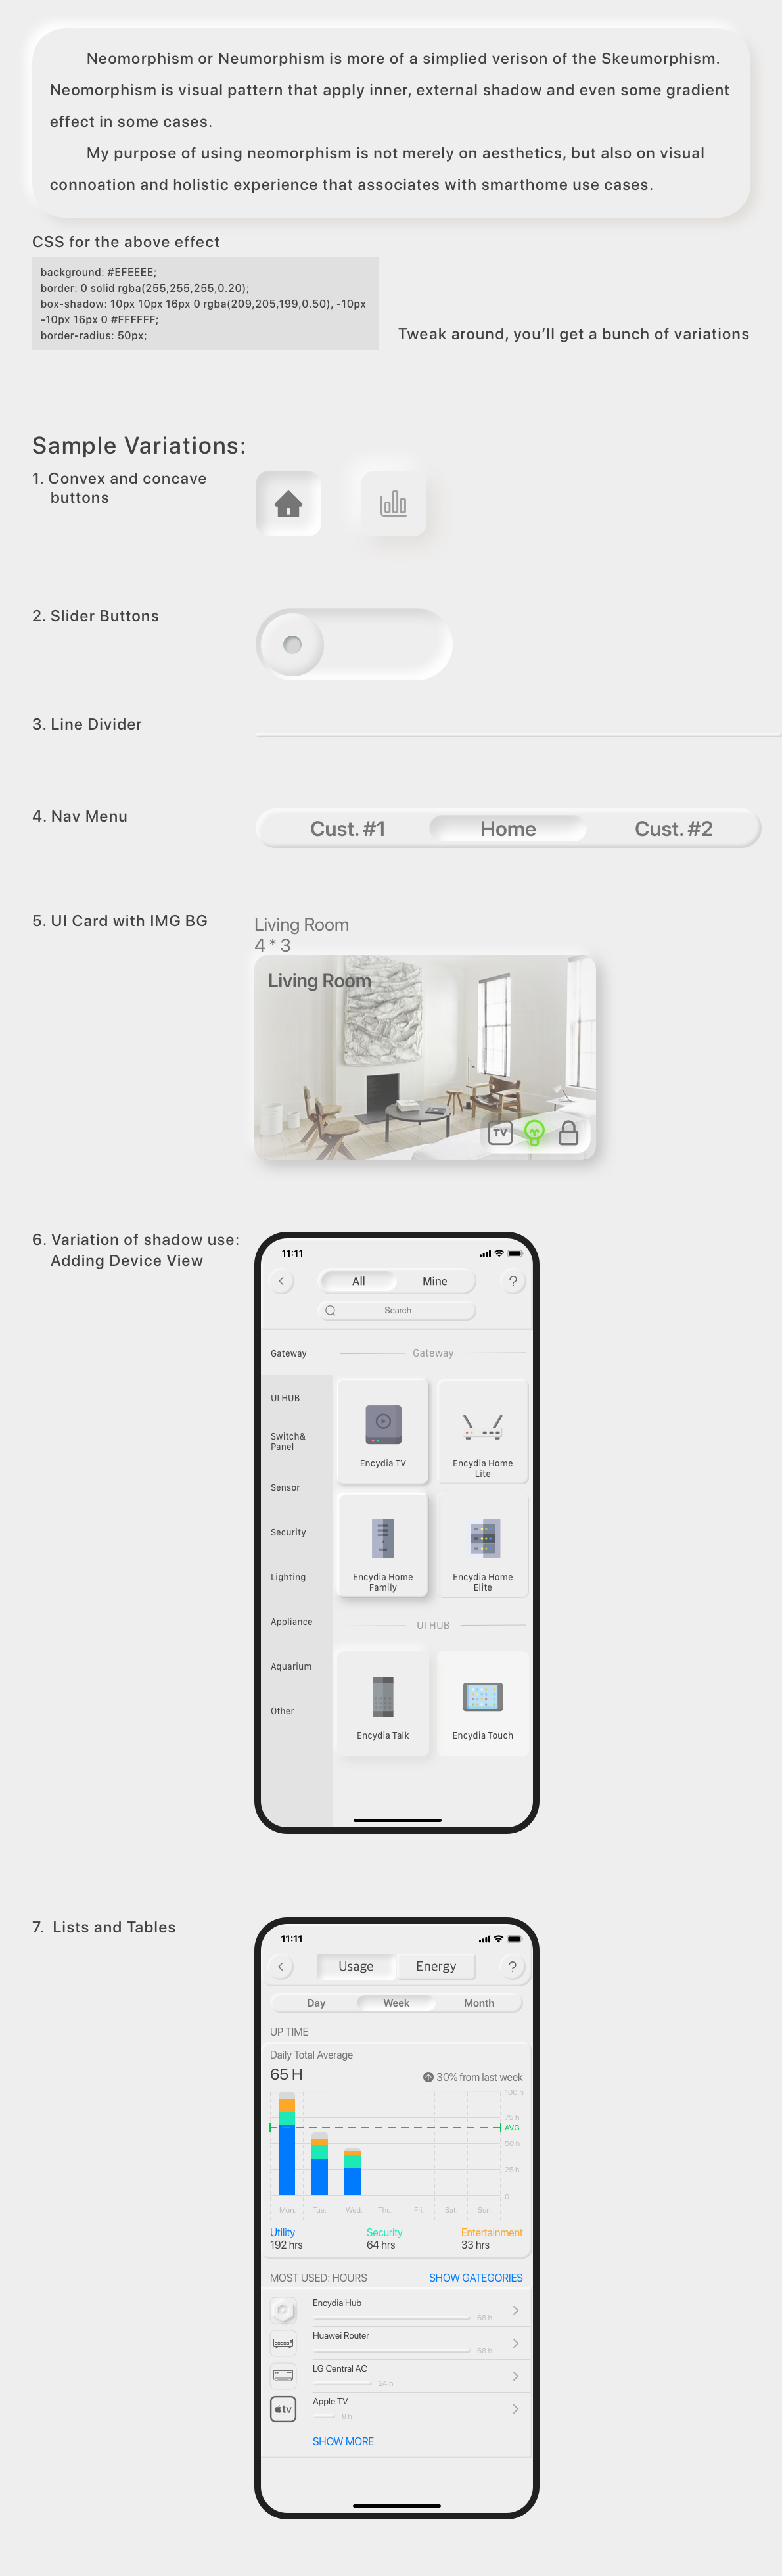 Neomorphism or Neumorphism is more of a simplied verison of the Skeumorphism.
Neomorphism is visual pattern that apply inner, external shadow and even some gradient
effect in some cases.
My purpose of using neomorphism is not merely on aesthetics, but also on visual
connoation and holistic experience that associates with smarthome use cases.
CSS for the above effect
background: #EFEEEE;
border: 0 solid rgba(255,255,255,0.20);
box-shadow: 10px 10px 16px 0 rgba(209,205,199,0.50), -10px
-10px 16px 0 #FFFFFF;
border-radius: 50px;
Tweak around, you'll get a bunch of variations
Sample Variations:
1. Convex and concave
buttons
2. Slider Buttons
3. Line Divider
4. Nav Menu
Cust. #1 Home Cust. #2
5. UI Card with IMG BG
Living Room
4 * 3
Living Room
TV
6. Variation of shadow use:
Adding Device View
11:11
All Mine ?
Search
Gateway
Gateway
UI HUB
Switch&
Panel
Sensor
Security
Lighting
Appliance
Aquarium
Other
Encydia TV
Encydia Home
Lite
Encydia Home
Family
Encydia Home
Elite
UI HUB
Encydia Talk
Encydia Touch
7. Lists and Tables
11:11
Usage Energy ?
Day Week Month
UP TIME
Daily Total Average
65 H
30% from last week
100 h
75 h
AVG
50 h
25 h
0
Mon. Tue. Wed. Thu. Fri. Sat. Sun.
Utility Security Entertainment
192 hrs 64 hrs 33 hrs
MOST USED: HOURS SHOW GATEGORIES
Encydia Hub
68 h
Huawei Router
68 h
LG Central AC
24 h
Apple TV
8 h
tv
SHOW MORE